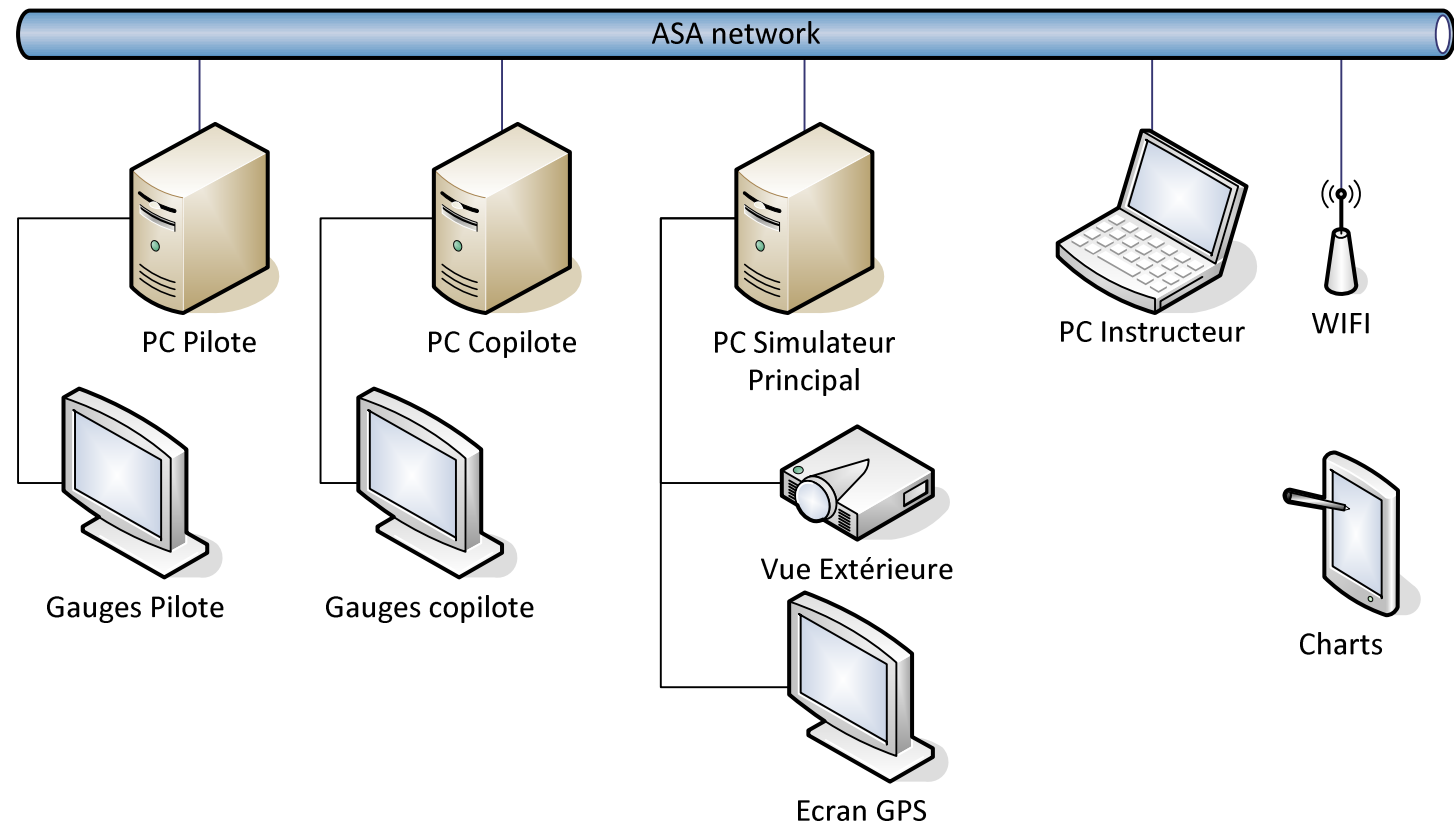 ASA network
PC Pilote
PC Copilote
PC Simulateur
Principal
PC Instructeur
WIFI
Gauges Pilote
Gauges copilote
Vue Extérieure
Charts
Ecran GPS